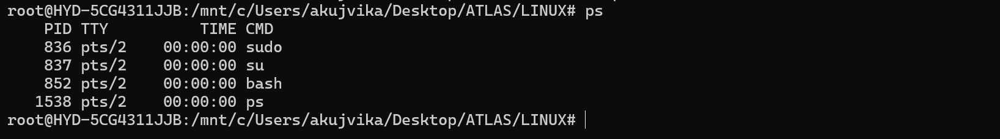 root@HYD-5CG4311JJB:/mnt/c/Users/akujvika/Desktop/ATLAS/LINUX# ps
    PID TTY          TIME CMD
    836 pts/2    00:00:00 sudo
    837 pts/2    00:00:00 su
    852 pts/2    00:00:00 bash
   1538 pts/2    00:00:00 ps
root@HYD-5CG4311JJB:/mnt/c/Users/akujvika/Desktop/ATLAS/LINUX#